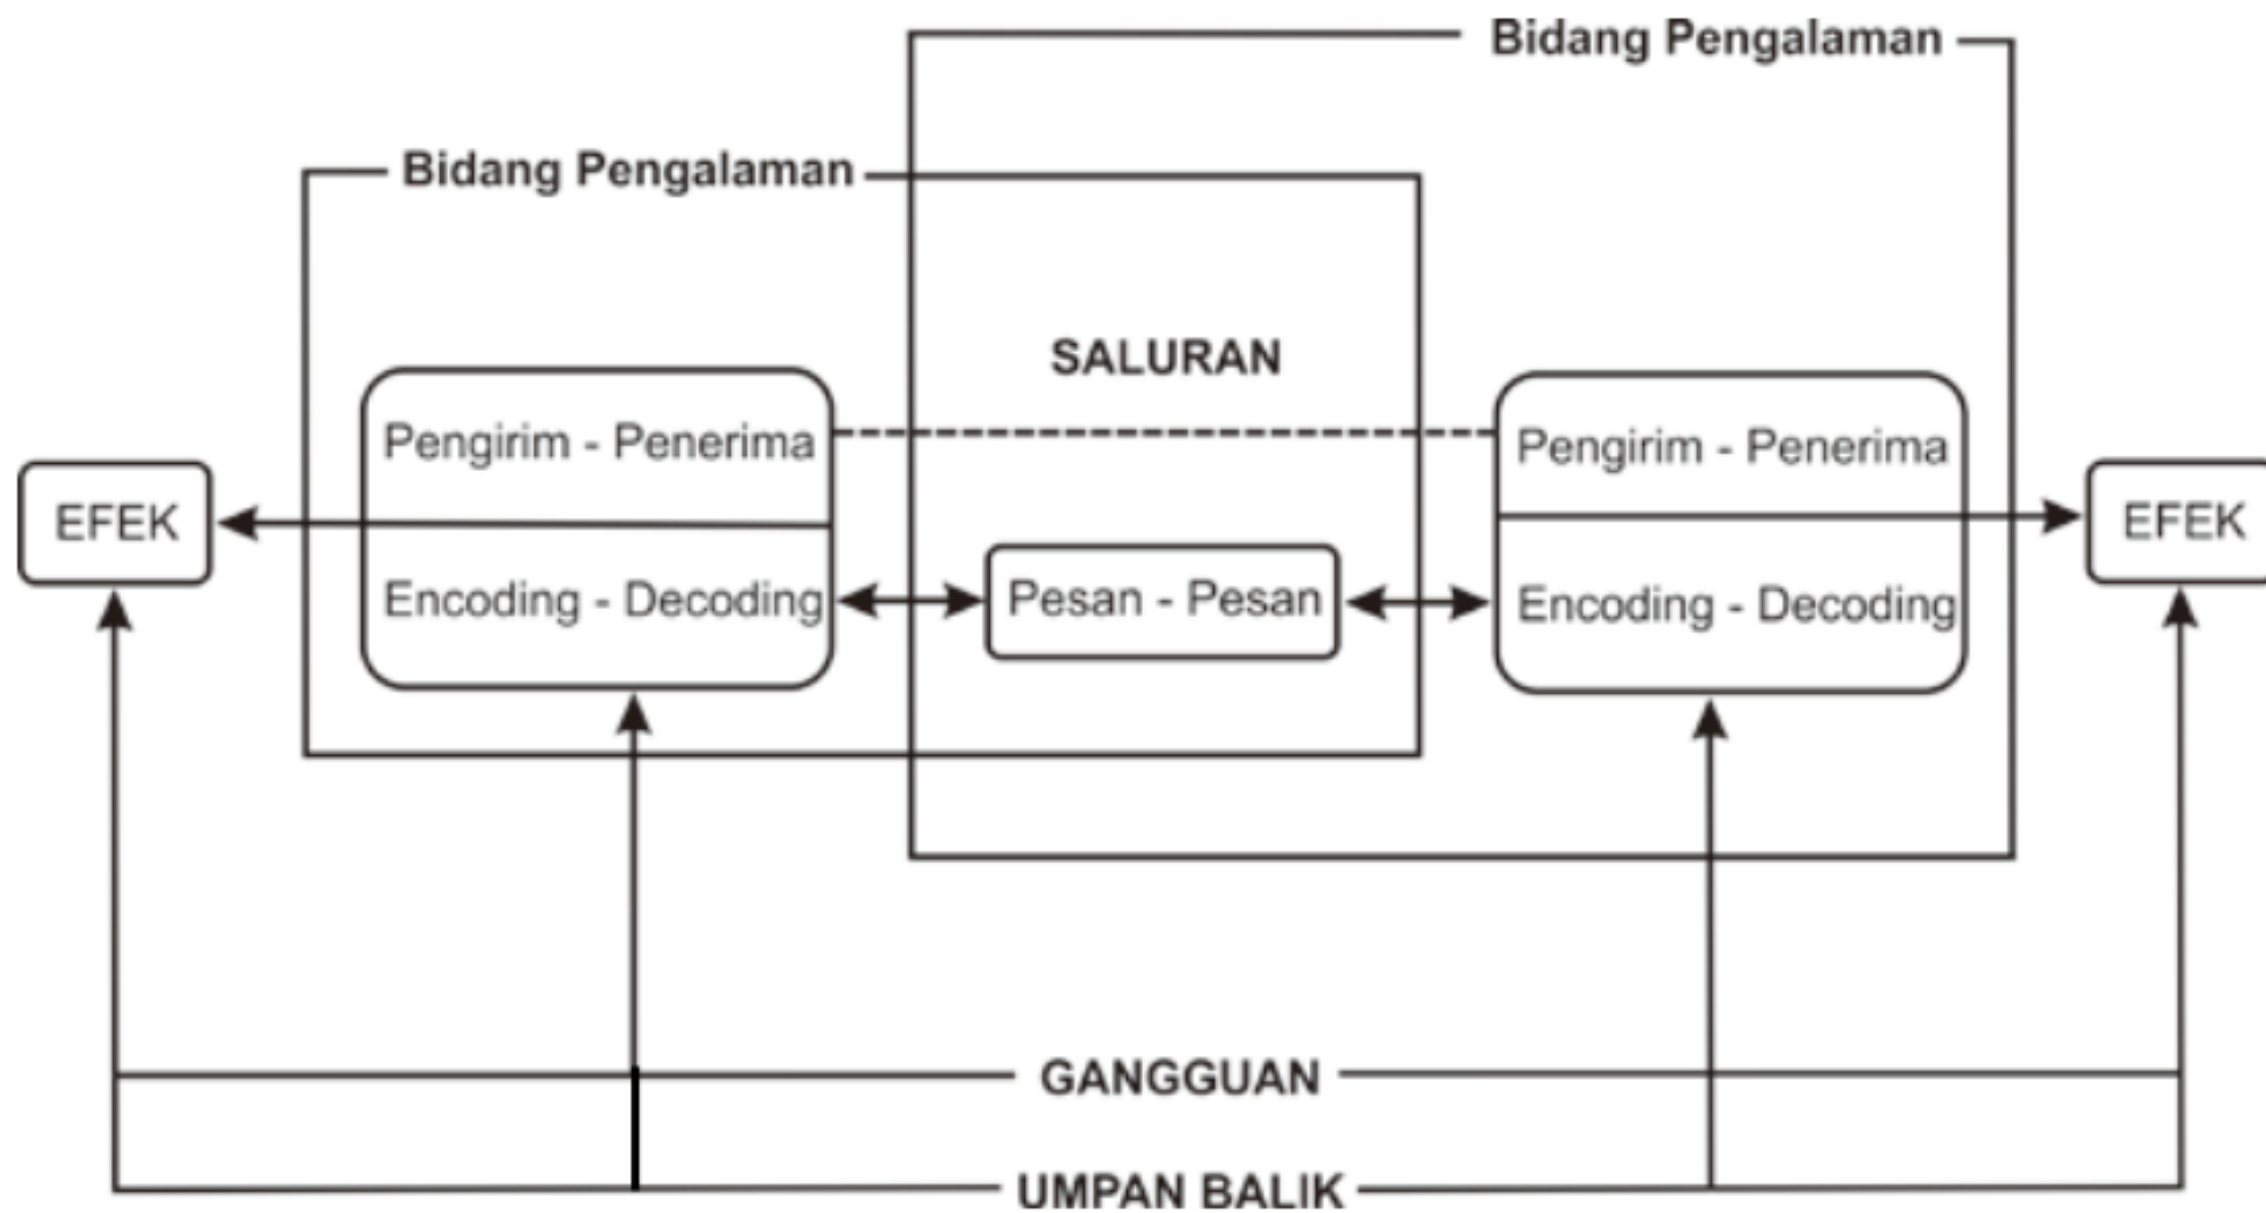 Bidang Pengalaman
Bidang Pengalaman
SALURAN
Pengirim - Penerima
Pengirim - Penerima
EFEK
EFEK
Encoding - Decoding
Pesan - Pesan
Encoding - Decoding
GANGGUAN
UMPAN BALIK